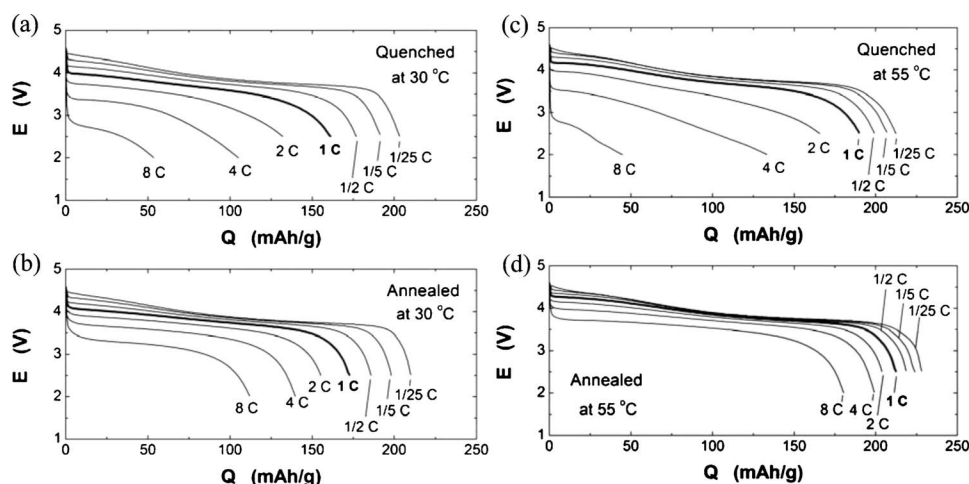 (a)
5
4
3
2
1
E (V)
Quenched
at 30 °C
8 C
4 C
2 C
1 C
1/2 C
1/5 C
1/25 C
0 50 100 150 200 250
Q (mAh/g)
(b)
5
4
3
2
1
E (V)
Annealed
at 30 °C
8 C
4 C
2 C
1 C
1/2 C
1/5 C
1/25 C
0 50 100 150 200 250
Q (mAh/g)
(c)
5
4
3
2
1
E (V)
Quenched
at 55 °C
8 C
4 C
2 C
1 C
1/2 C
1/5 C
1/25 C
0 50 100 150 200 250
Q (mAh/g)
(d)
5
4
3
2
1
E (V)
1/2 C
1/5 C
1/25 C
Annealed
at 55 °C
8 C
4 C
2 C
1 C
0 50 100 150 200 250
Q (mAh/g)